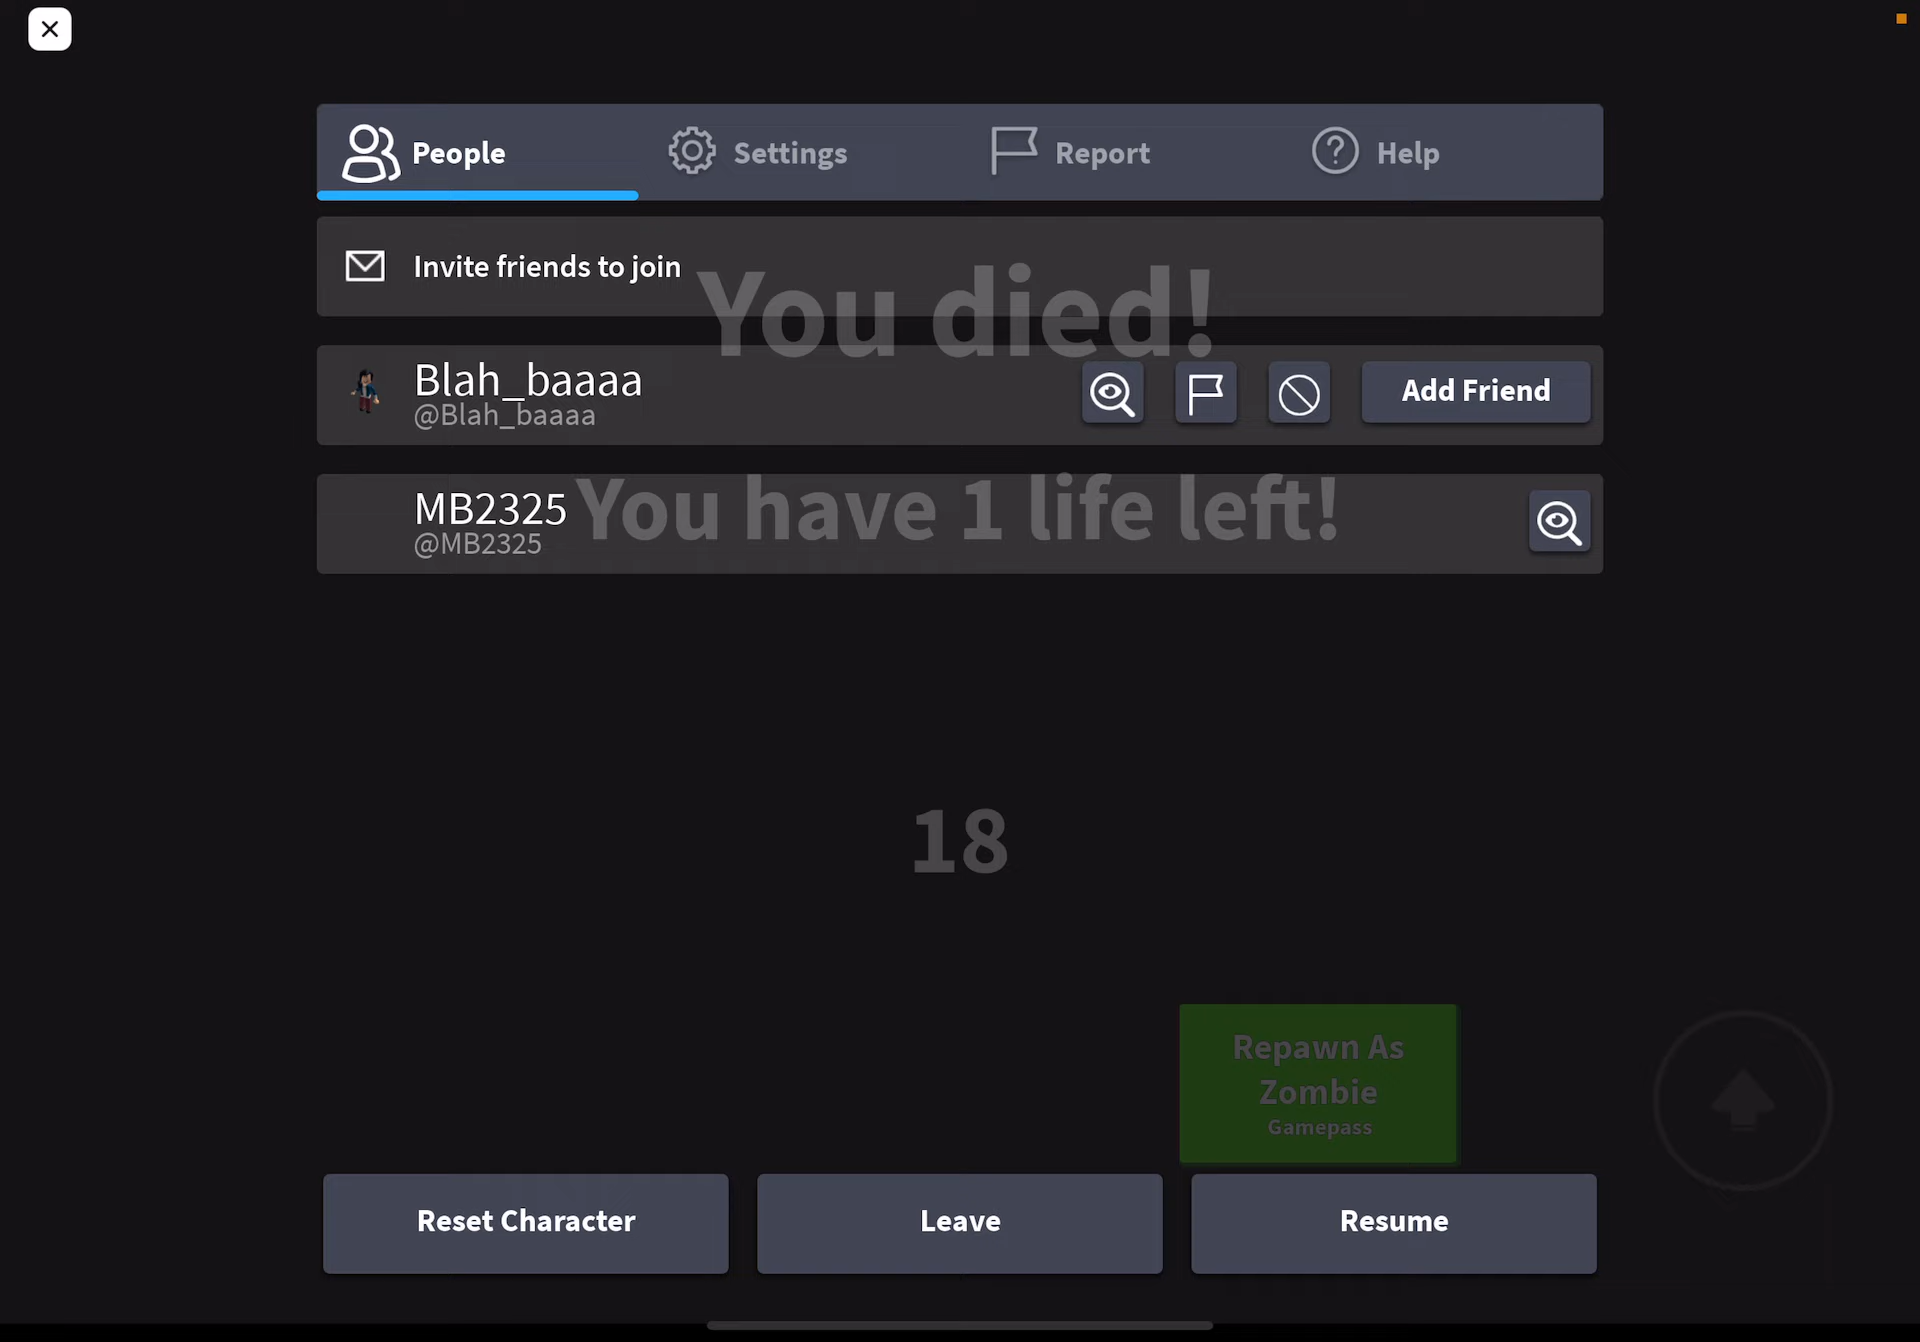 People
Settings
Report
Help
Invite friends to join
You died!
Blah_baaaa
@Blah_baaaa
Add Friend
MB2325
@MB2325
You have 1 life left!
18
Repawn As
Zombie
Gamepass
Reset Character
Leave
Resume